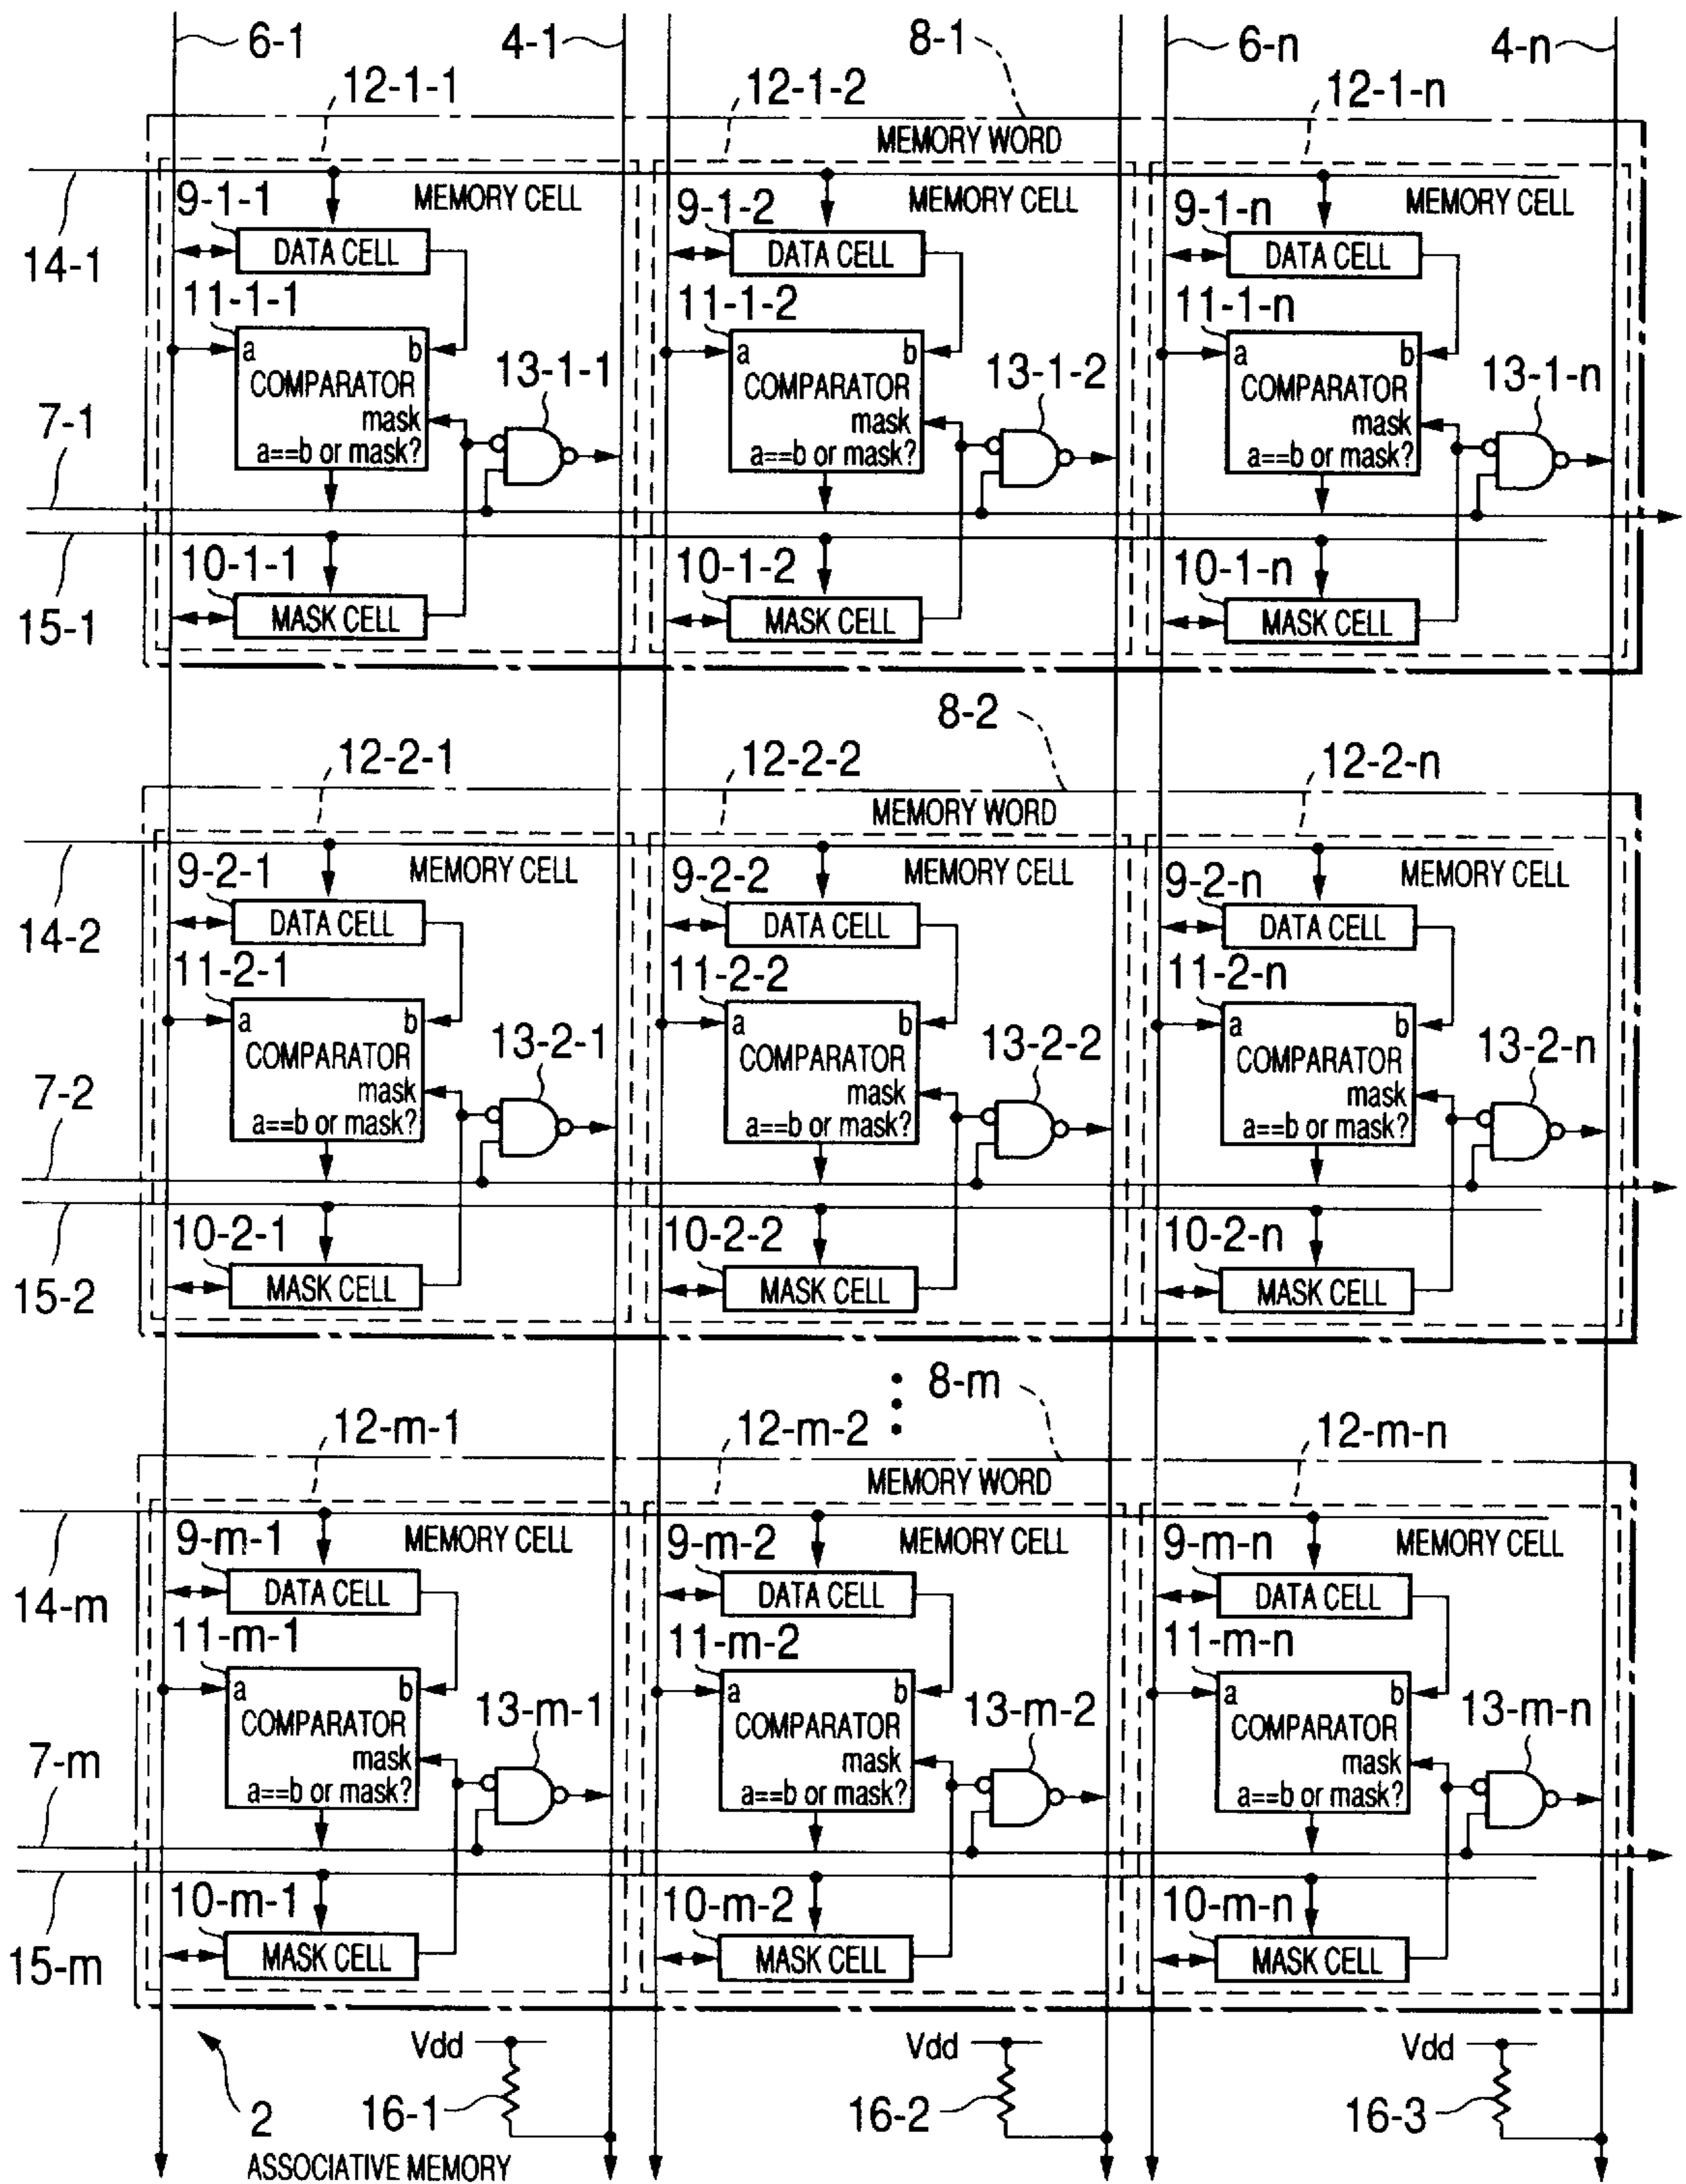 6-1 4-1 8-1 6-n 4-n
12-1-1 12-1-2 12-1-n
MEMORY WORD
MEMORY CELL MEMORY CELL MEMORY CELL
9-1-1 9-1-2 9-1-n
14-1 DATA CELL DATA CELL DATA CELL
11-1-1 11-1-2 11-1-n
a b a b a b
13-1-1 13-1-2 13-1-n
COMPARATOR COMPARATOR COMPARATOR
7-1 mask mask mask
a==b or mask? a==b or mask? a==b or mask?
10-1-1 10-1-2 10-1-n
15-1 MASK CELL MASK CELL MASK CELL
8-2
12-2-1 12-2-2 12-2-n
MEMORY WORD
MEMORY CELL MEMORY CELL MEMORY CELL
9-2-1 9-2-2 9-2-n
14-2 DATA CELL DATA CELL DATA CELL
11-2-1 11-2-2 11-2-n
a b a b a b
13-2-1 13-2-2 13-2-n
COMPARATOR COMPARATOR COMPARATOR
7-2 mask mask mask
a==b or mask? a==b or mask? a==b or mask?
10-2-1 10-2-2 10-2-n
15-2 MASK CELL MASK CELL MASK CELL
8-m
12-m-1 12-m-2 12-m-n
MEMORY WORD
MEMORY CELL MEMORY CELL MEMORY CELL
9-m-1 9-m-2 9-m-n
14-m DATA CELL DATA CELL DATA CELL
11-m-1 11-m-2 11-m-n
a b a b a b
13-m-1 13-m-2 13-m-n
COMPARATOR COMPARATOR COMPARATOR
7-m mask mask mask
a==b or mask? a==b or mask? a==b or mask?
10-m-1 10-m-2 10-m-n
15-m MASK CELL MASK CELL MASK CELL
Vdd Vdd Vdd
2 16-1 16-2 16-3
ASSOCIATIVE MEMORY